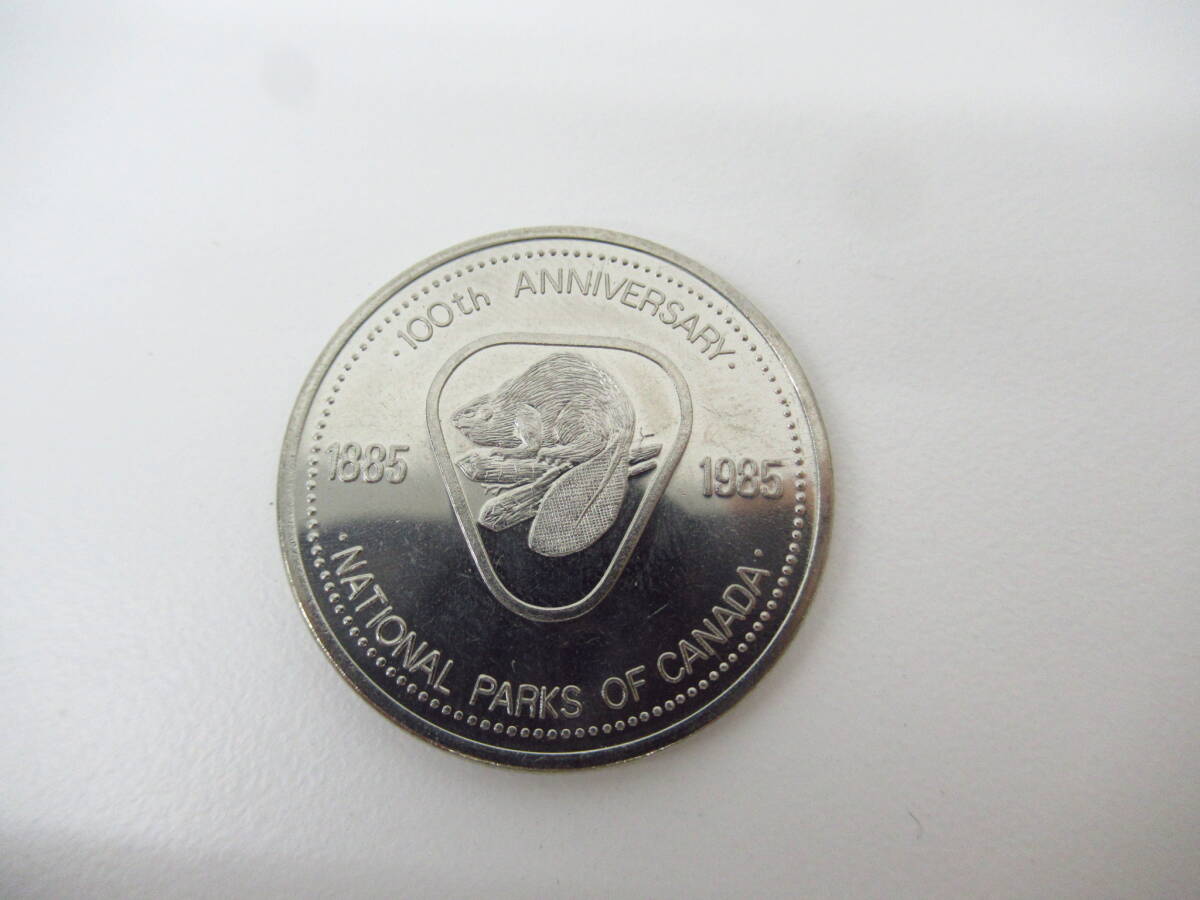 ·100th ANNIVERSARY·
1885 1985
·NATIONAL PARKS OF CANADA·